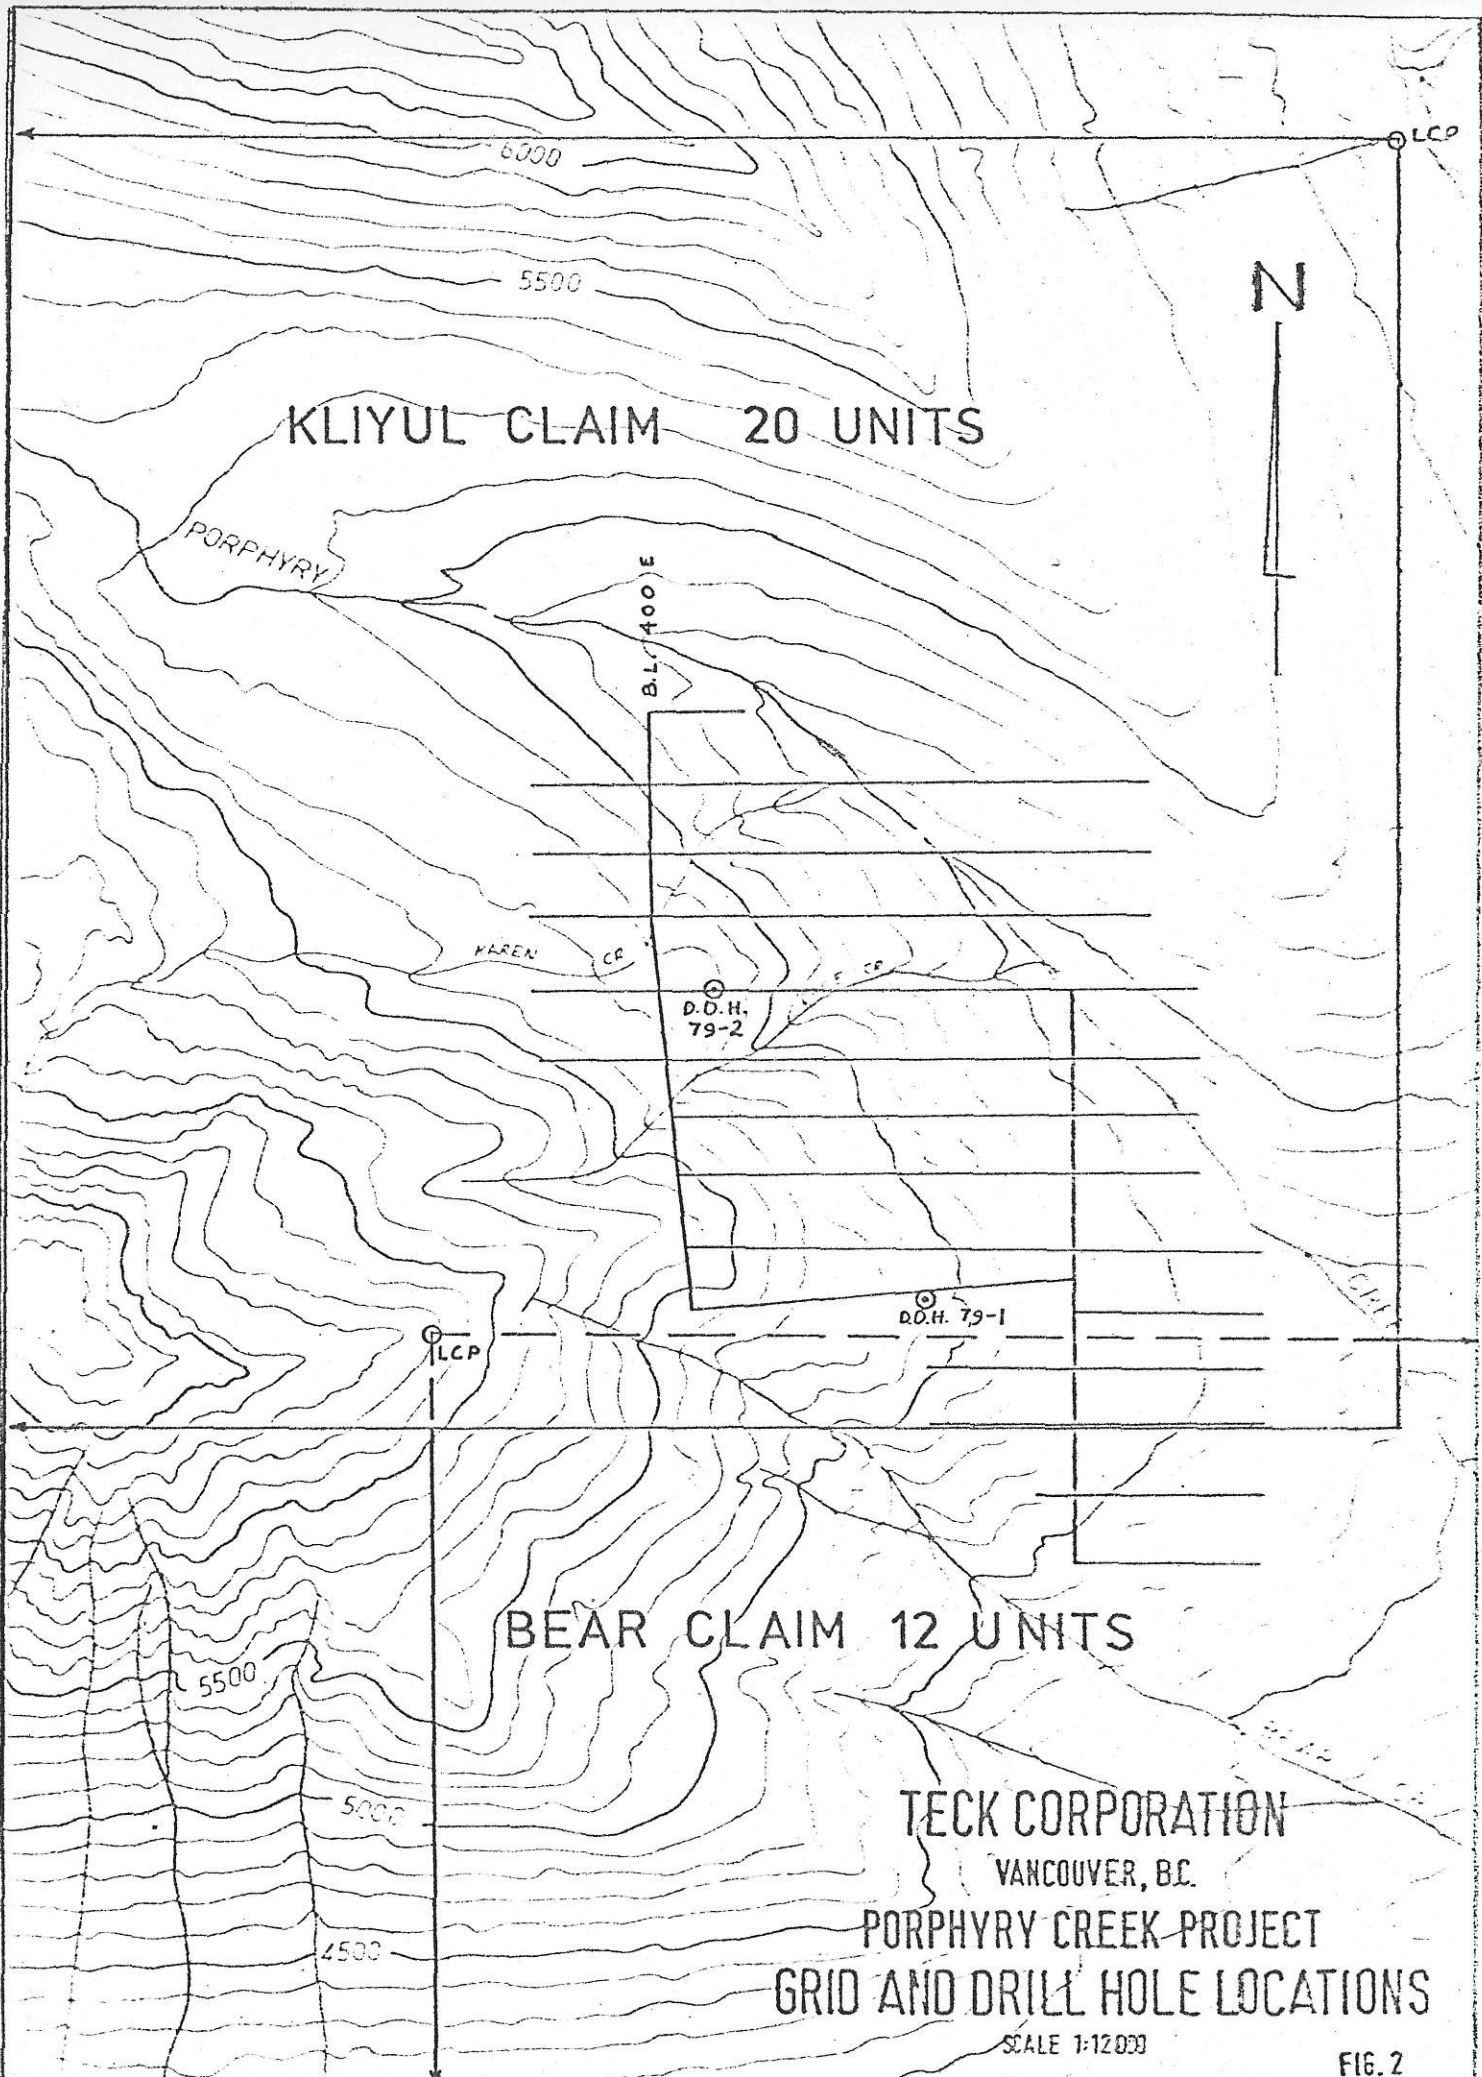 LCP
6000
N
5500
KLIYUL CLAIM 20 UNITS
PORPHYRY
B.L. 400 E
KAREN CR
CR
D.D.H.
79-2
D.D.H. 79-1
LCP
BEAR CLAIM 12 UNITS
5500
5000
4500
TECK CORPORATION
VANCOUVER, B.C.
PORPHYRY CREEK PROJECT
GRID AND DRILL HOLE LOCATIONS
SCALE 1:12000
FIG. 2